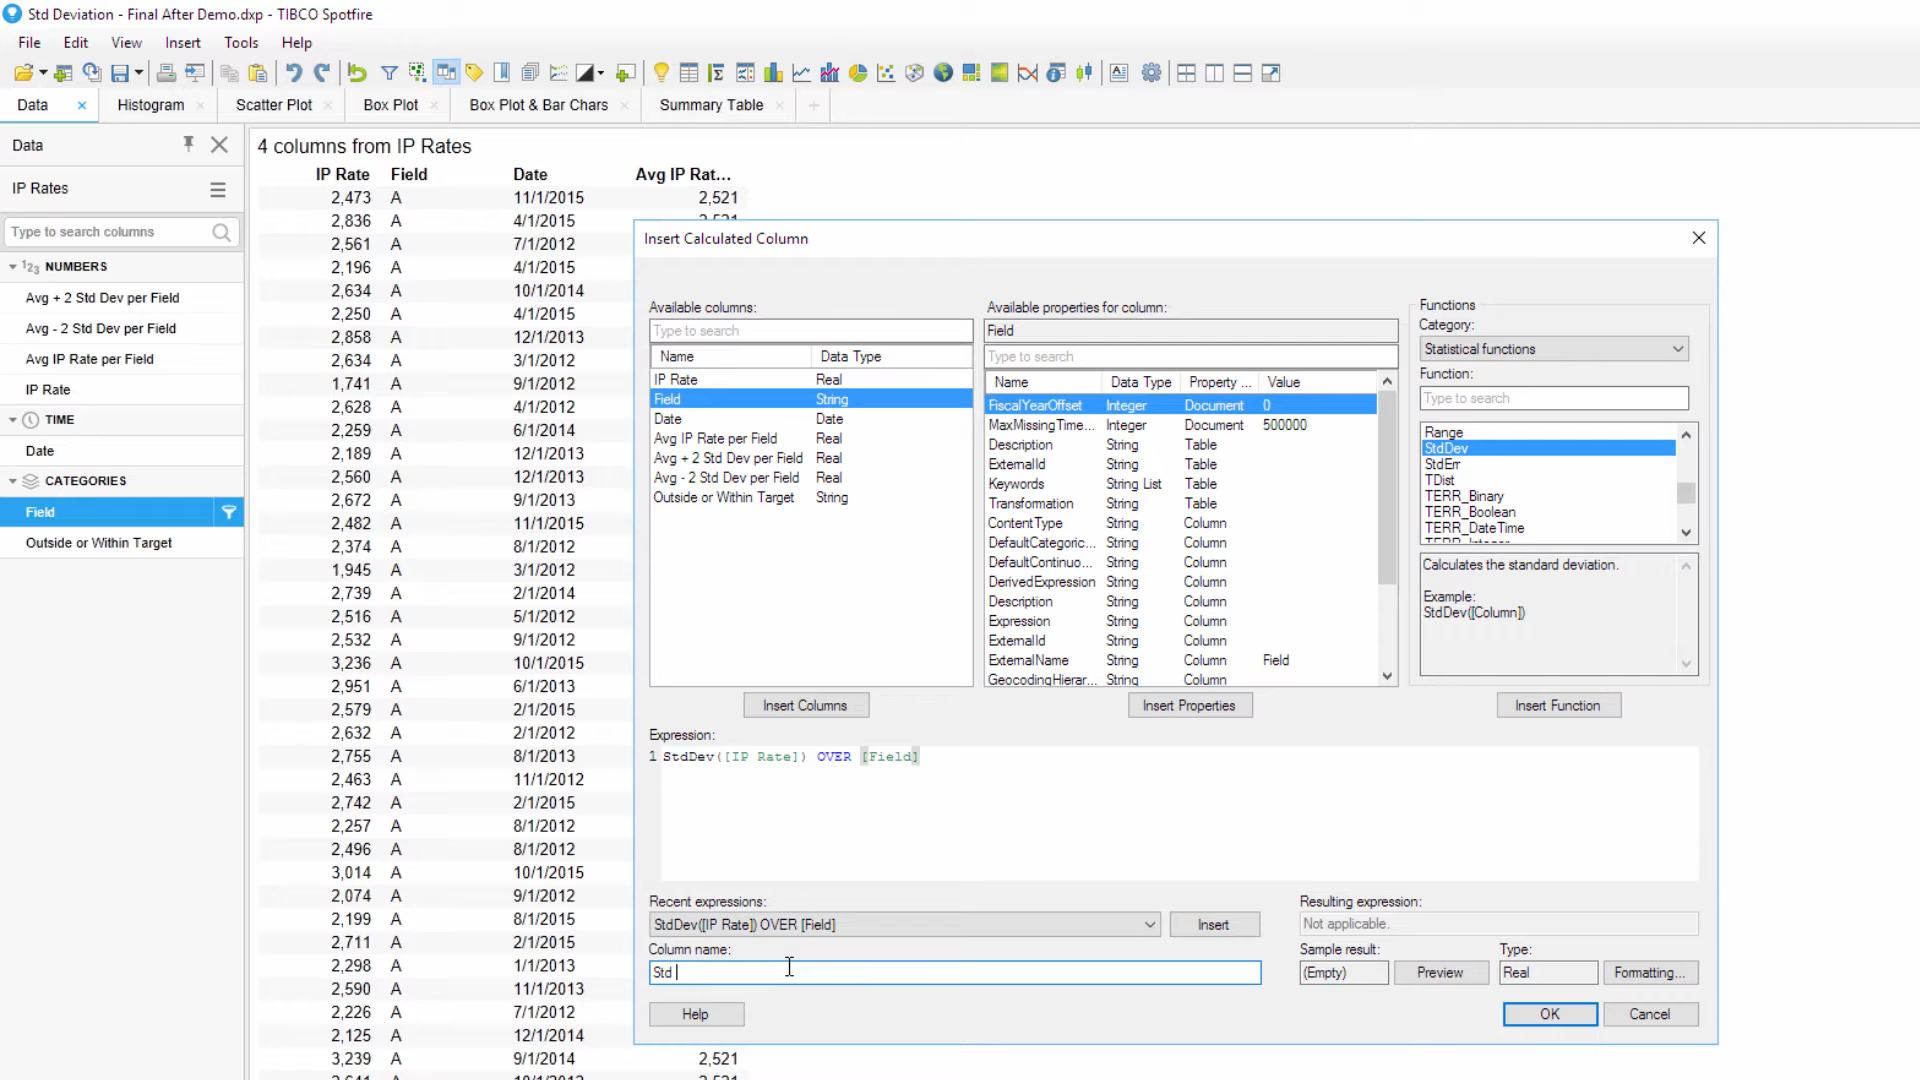 Std Deviation - Final After Demo.dxp - TIBCO Spotfire
File Edit View Insert Tools Help
Data Histogram Scatter Plot Box Plot Box Plot & Bar Chars Summary Table
Data
IP Rates
Type to search columns
123 NUMBERS
Avg + 2 Std Dev per Field
Avg - 2 Std Dev per Field
Avg IP Rate per Field
IP Rate
TIME
Date
CATEGORIES
Field
Outside or Within Target
4 columns from IP Rates
IP Rate Field Date Avg IP Rat...
2,473 A 11/1/2015 2,521
2,836 A 4/1/2015 2,521
2,561 A 7/1/2012
2,196 A 4/1/2015
2,634 A 10/1/2014
2,250 A 4/1/2015
2,858 A 12/1/2013
2,634 A 3/1/2012
1,741 A 9/1/2012
2,628 A 4/1/2012
2,259 A 6/1/2014
2,189 A 12/1/2013
2,560 A 12/1/2013
2,672 A 9/1/2013
2,482 A 11/1/2015
2,374 A 8/1/2012
1,945 A 3/1/2012
2,739 A 2/1/2014
2,516 A 5/1/2012
2,532 A 9/1/2012
3,236 A 10/1/2015
2,951 A 6/1/2013
2,579 A 2/1/2015
2,632 A 2/1/2012
2,755 A 8/1/2013
2,463 A 11/1/2012
2,742 A 2/1/2015
2,257 A 8/1/2012
2,496 A 8/1/2012
3,014 A 10/1/2015
2,074 A 9/1/2012
2,199 A 8/1/2015
2,711 A 2/1/2015
2,298 A 1/1/2013
2,590 A 11/1/2013
2,226 A 7/1/2012
2,125 A 12/1/2014
3,239 A 9/1/2014 2,521
Insert Calculated Column
Available columns:
Type to search
Name Data Type
IP Rate Real
Field String
Date Date
Avg IP Rate per Field Real
Avg + 2 Std Dev per Field Real
Avg - 2 Std Dev per Field Real
Outside or Within Target String
Insert Columns
Available properties for column:
Field
Type to search
Name Data Type Property ... Value
FiscalYearOffset Integer Document 0
MaxMissingTime... Integer Document 500000
Description String Table
ExternalId String Table
Keywords String List Table
Transformation String Table
ContentType String Column
DefaultCategoric... String Column
DefaultContinuo... String Column
DerivedExpression String Column
Description String Column
Expression String Column
ExternalId String Column
ExternalName String Column Field
GeocodingHierar... String Column
Insert Properties
Functions
Category:
Statistical functions
Function:
Type to search
Range
StdDev
StdErr
TDist
TERR_Binary
TERR_Boolean
TERR_DateTime
Calculates the standard deviation.
Example:
StdDev([Column])
Insert Function
Expression:
1 StdDev([IP Rate]) OVER [Field]
Recent expressions:
StdDev([IP Rate]) OVER [Field] Insert
Column name:
Std
Resulting expression:
Not applicable.
Sample result: Type:
(Empty) Preview Real Formatting...
Help OK Cancel